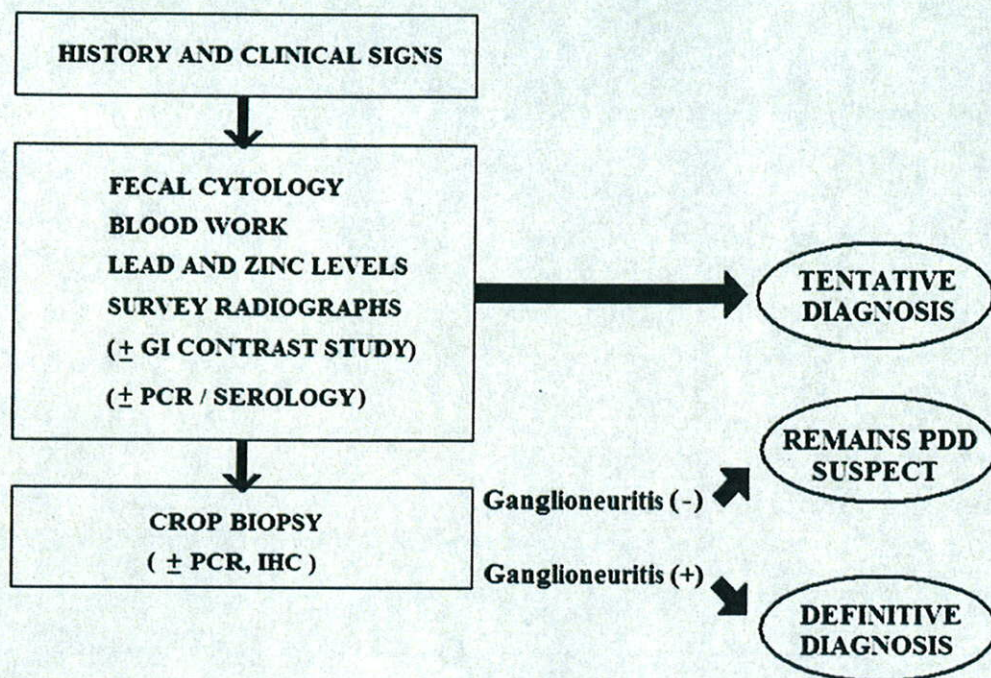 HISTORY AND CLINICAL SIGNS
FECAL CYTOLOGY
BLOOD WORK
LEAD AND ZINC LEVELS
SURVEY RADIOGRAPHS
(± GI CONTRAST STUDY)
(± PCR / SEROLOGY)
TENTATIVE
DIAGNOSIS
CROP BIOPSY
( ± PCR, IHC )
Ganglioneuritis (-)
REMAINS PDD
SUSPECT
Ganglioneuritis (+)
DEFINITIVE
DIAGNOSIS